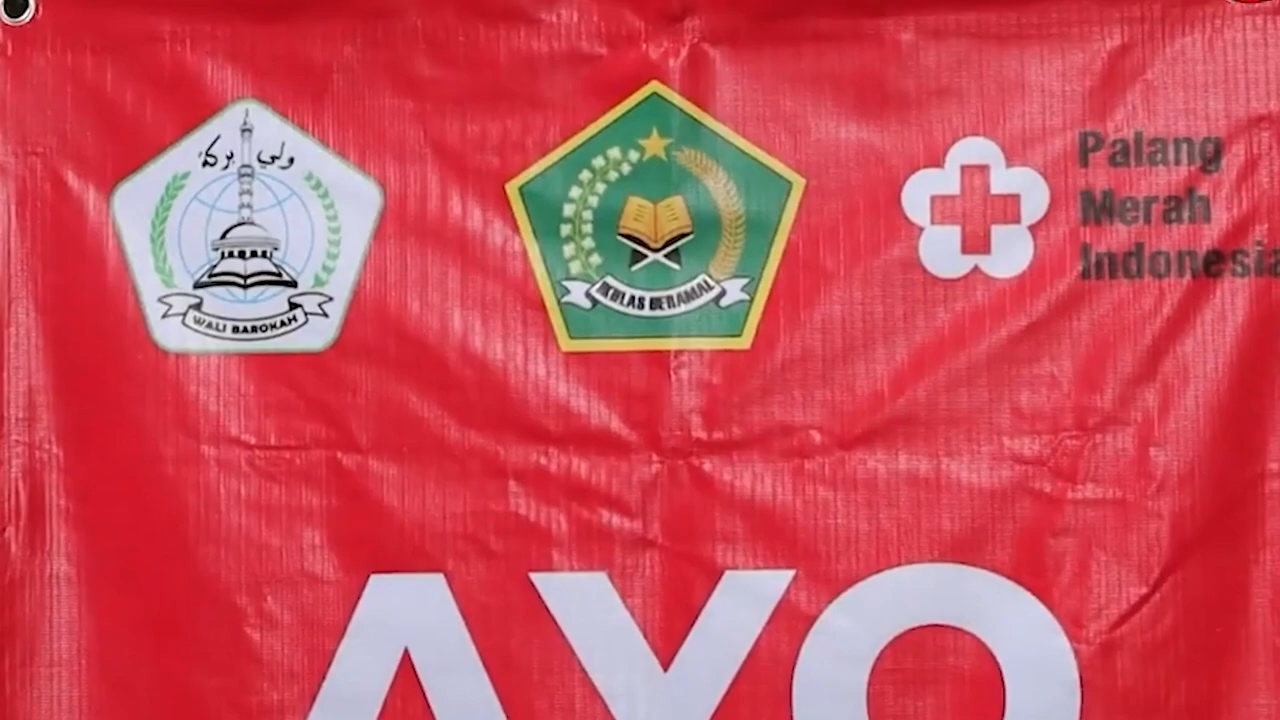 ولي بركة
WALI BAROKAH
IKHLAS BERAMAL
Palang
Merah
Indonesia
AYO